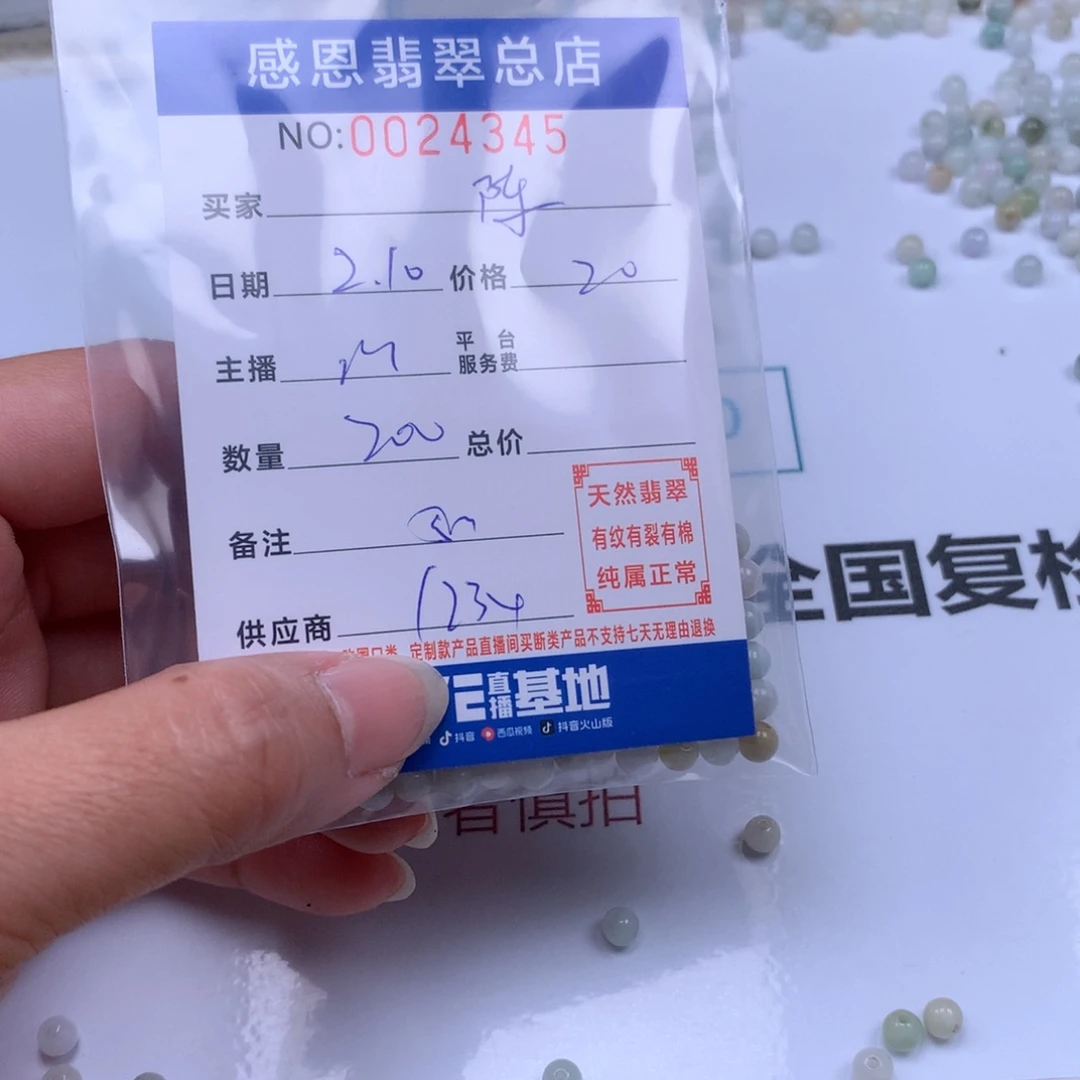 感恩翡翠总店
NO:0024345
买家 陈
日期 2.10 价格 20
主播 平台服务费
数量 200 总价
备注
天然翡翠
有纹有裂有棉
纯属正常
供应商 1234
定制款产品直播间买断类产品不支持七天无理由退换
直播基地
抖音 西瓜视频 抖音火山版
全国复检
者慎拍